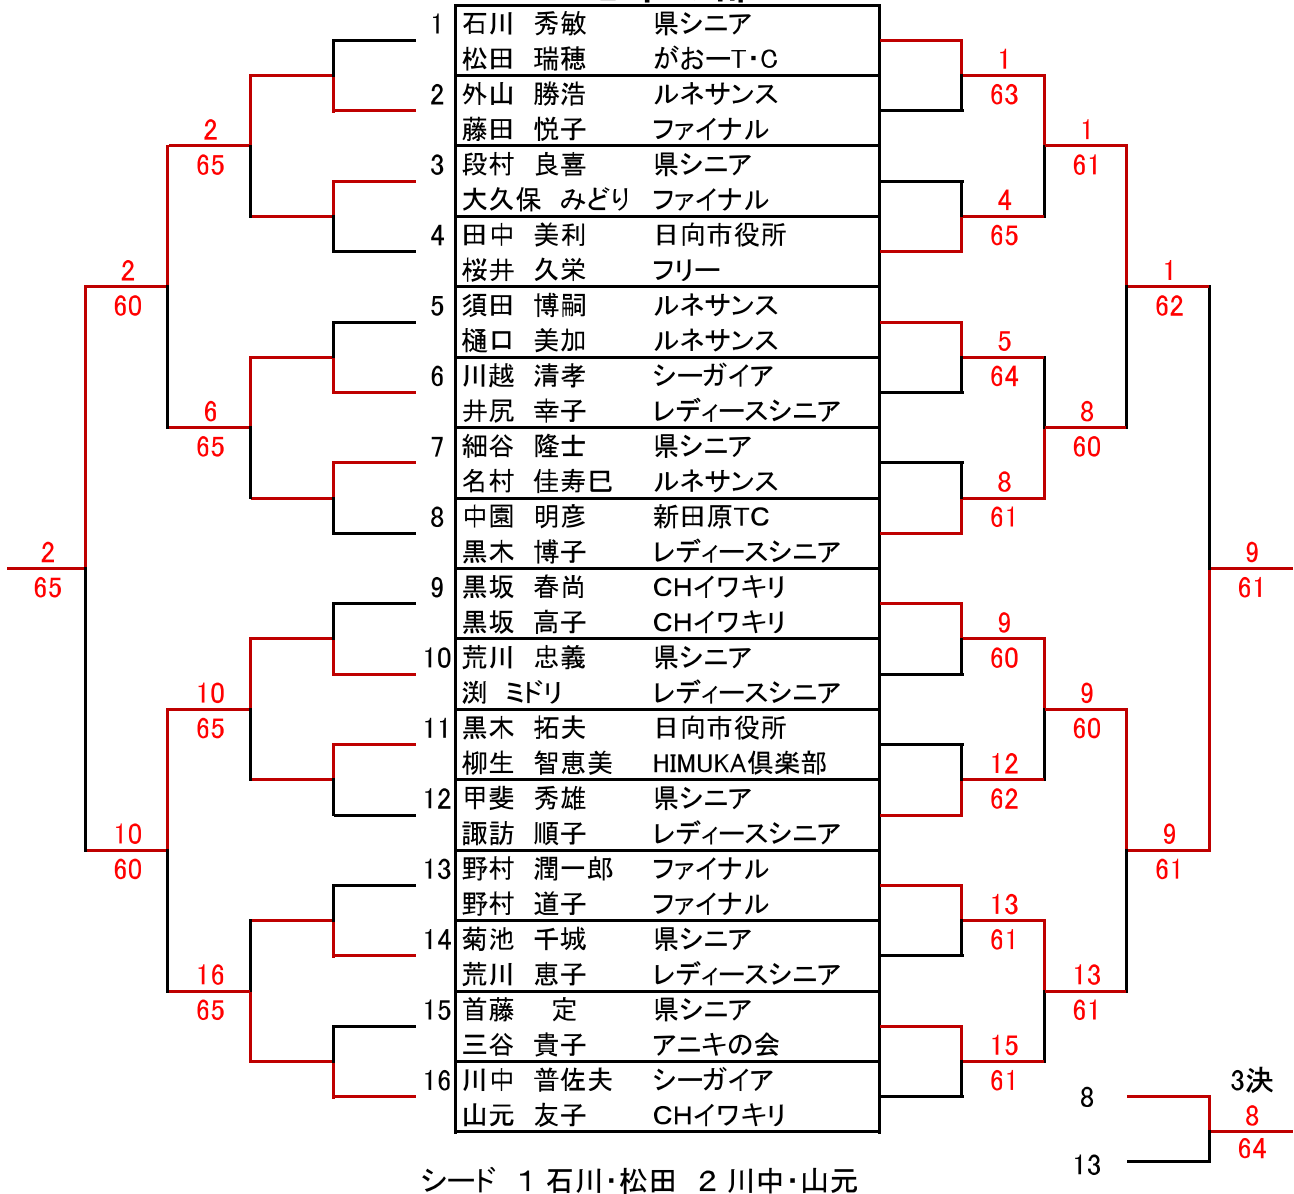 1 石川 秀敏 県シニア
松田 瑞穂 がおーT・C
2 外山 勝浩 ルネサンス
藤田 悦子 ファイナル
3 段村 良喜 県シニア
大久保 みどり ファイナル
4 田中 美利 日向市役所
桜井 久栄 フリー
5 須田 博嗣 ルネサンス
樋口 美加 ルネサンス
6 川越 清孝 シーガイア
井尻 幸子 レディースシニア
7 細谷 隆士 県シニア
名村 佳寿巳 ルネサンス
8 中園 明彦 新田原TC
黒木 博子 レディースシニア
9 黒坂 春尚 CHイワキリ
黒坂 高子 CHイワキリ
10 荒川 忠義 県シニア
渕 ミドリ レディースシニア
11 黒木 拓夫 日向市役所
柳生 智恵美 HIMUKA倶楽部
12 甲斐 秀雄 県シニア
諏訪 順子 レディースシニア
13 野村 潤一郎 ファイナル
野村 道子 ファイナル
14 菊池 千城 県シニア
荒川 恵子 レディースシニア
15 首藤 定 県シニア
三谷 貴子 アニキの会
16 川中 普佐夫 シーガイア
山元 友子 CHイワキリ
2
65
6
65
10
65
16
65
2
60
10
60
2
65
1
63
4
65
5
64
8
61
9
60
12
62
13
61
15
61
1
61
8
60
9
60
13
61
1
62
9
61
9
61
3決
8
8
64
13
シード 1 石川・松田 2 川中・山元